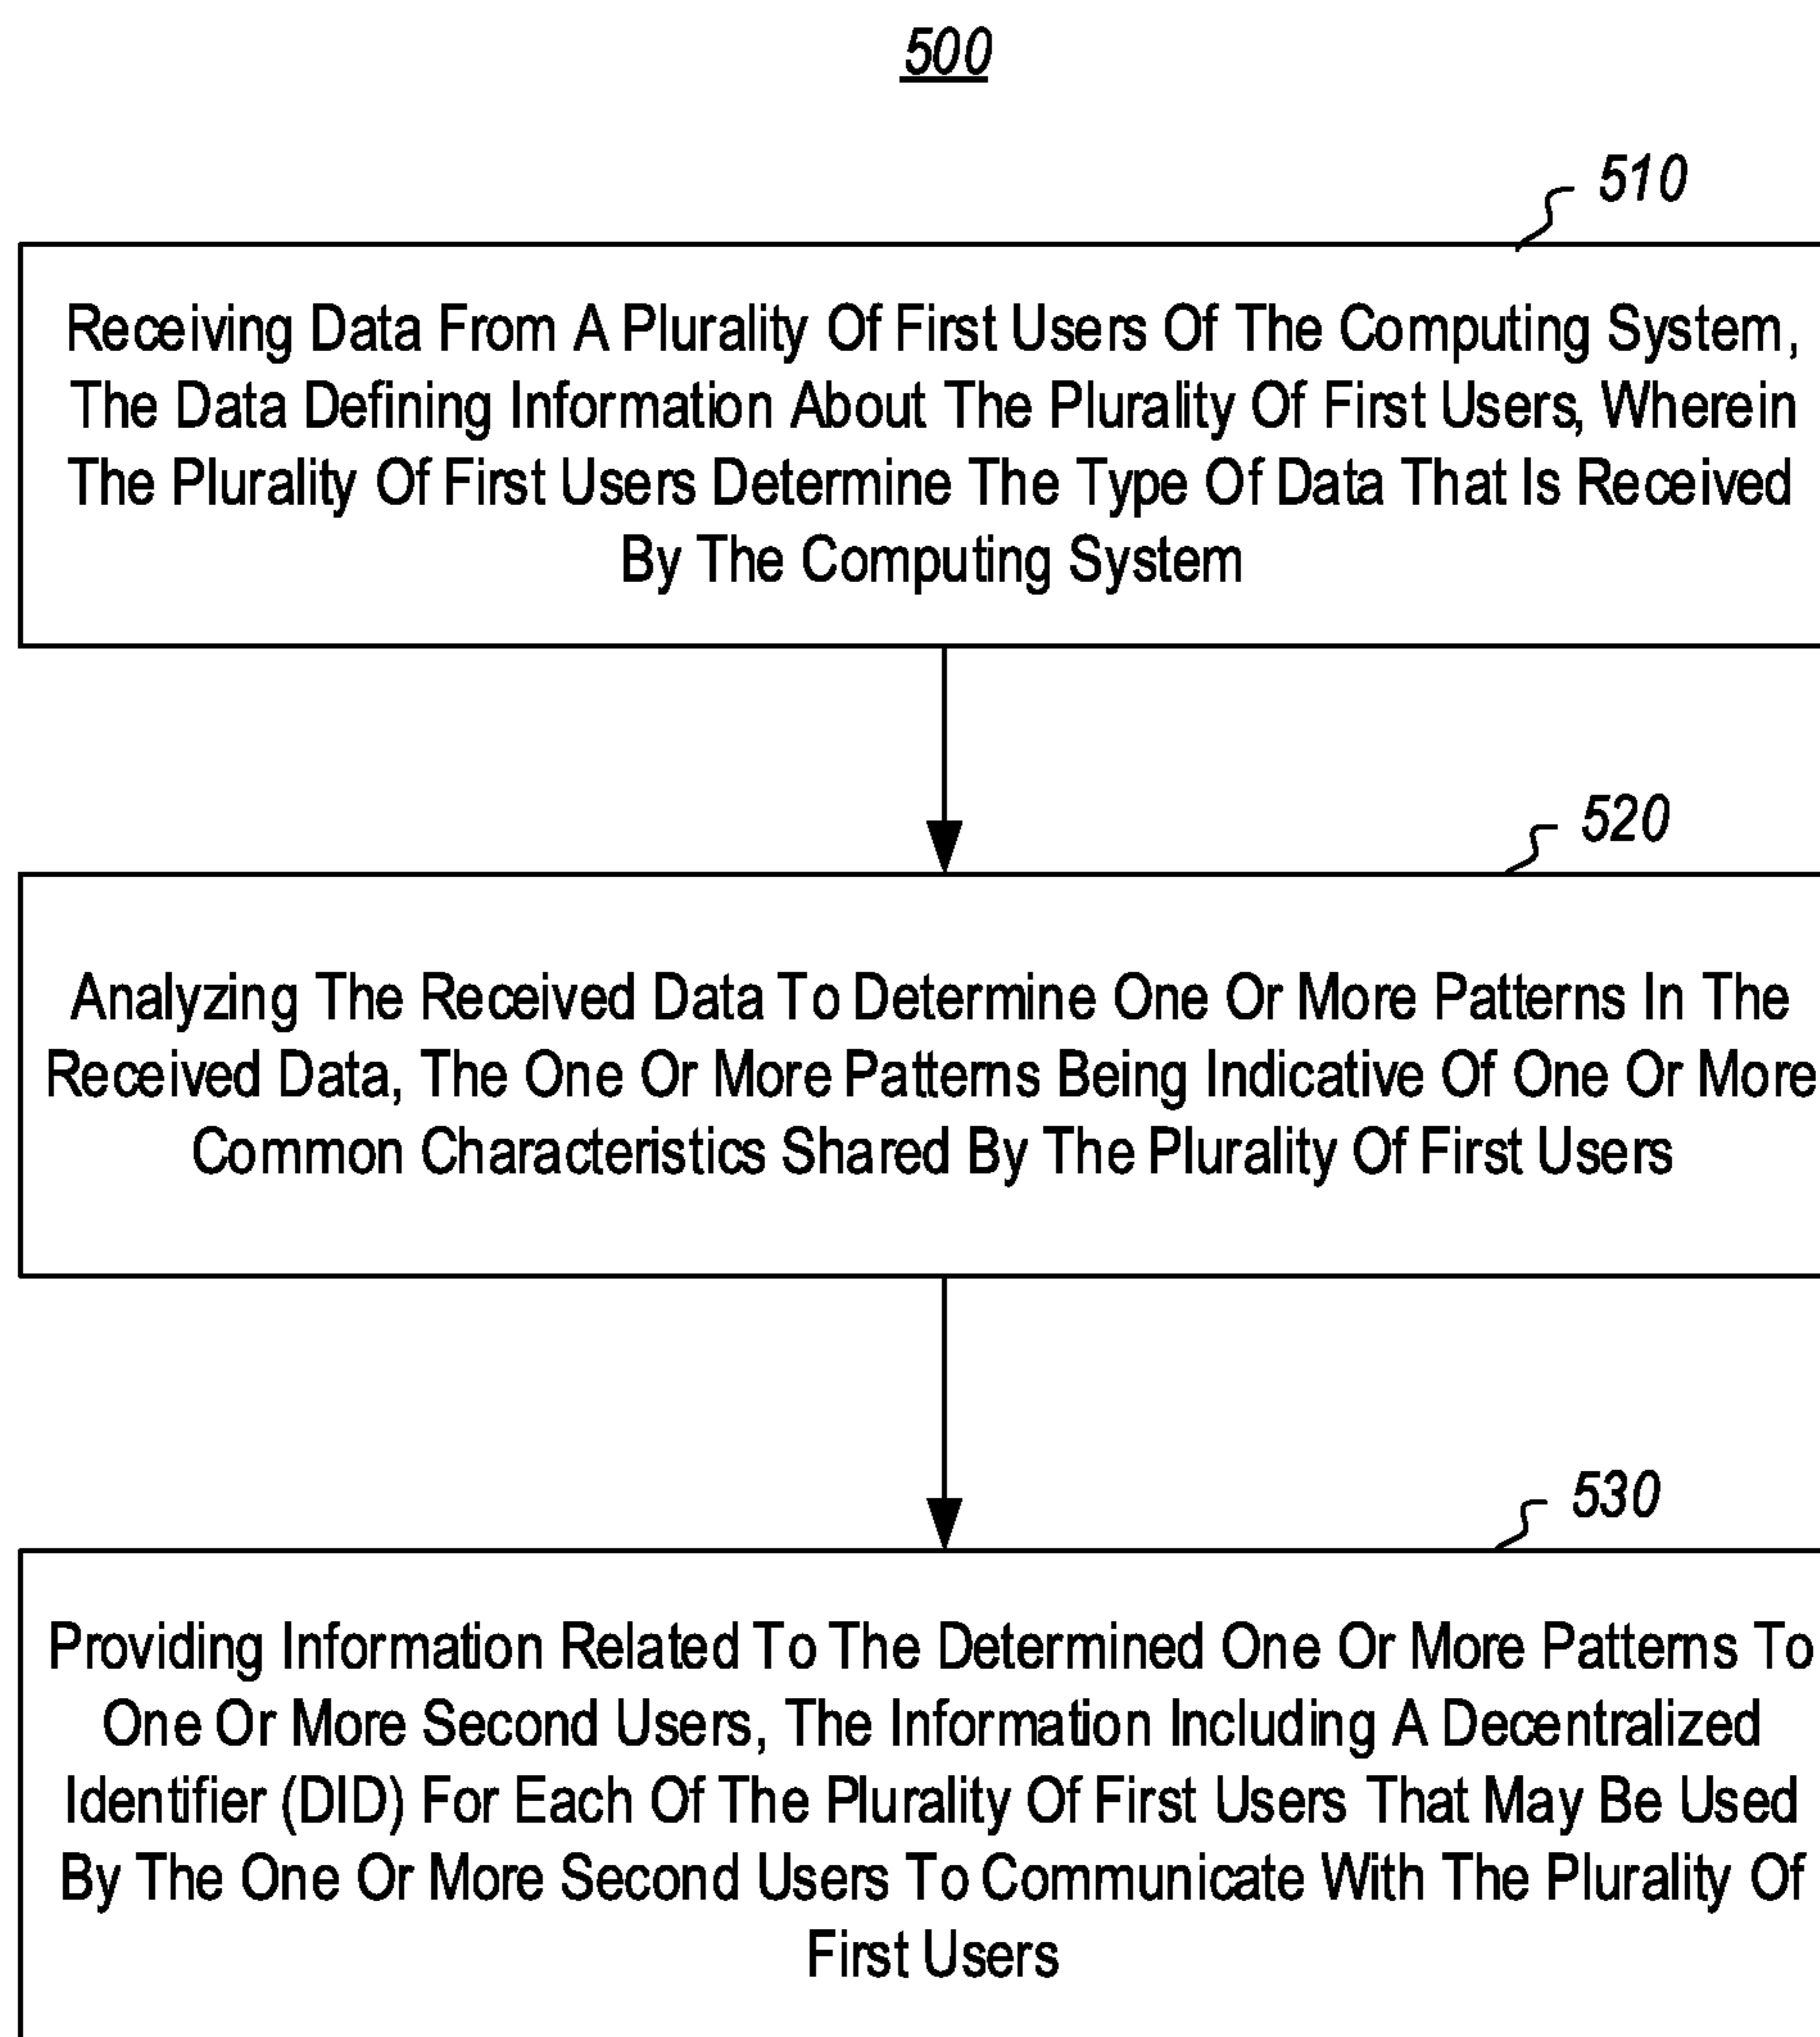 500
510
Receiving Data From A Plurality Of First Users Of The Computing System,
The Data Defining Information About The Plurality Of First Users, Wherein
The Plurality Of First Users Determine The Type Of Data That Is Received
By The Computing System
520
Analyzing The Received Data To Determine One Or More Patterns In The
Received Data, The One Or More Patterns Being Indicative Of One Or More
Common Characteristics Shared By The Plurality Of First Users
530
Providing Information Related To The Determined One Or More Patterns To
One Or More Second Users, The Information Including A Decentralized
Identifier (DID) For Each Of The Plurality Of First Users That May Be Used
By The One Or More Second Users To Communicate With The Plurality Of
First Users